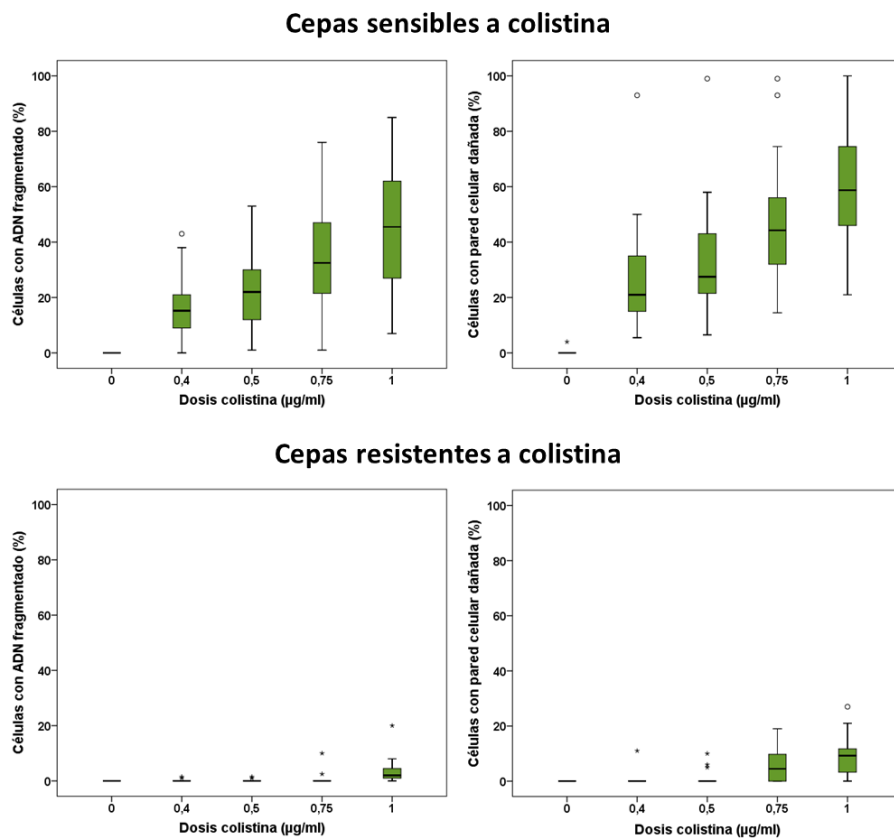 Cepas sensibles a colistina
Células con ADN fragmentado (%)
100
80
60
40
20
0
0 0,4 0,5 0,75 1
Dosis colistina (µg/ml)
Células con pared celular dañada (%)
100
80
60
40
20
0
0 0,4 0,5 0,75 1
Dosis colistina (µg/ml)
Cepas resistentes a colistina
Células con ADN fragmentado (%)
100
80
60
40
20
0
0 0,4 0,5 0,75 1
Dosis colistina (µg/ml)
Células con pared celular dañada (%)
100
80
60
40
20
0
0 0,4 0,5 0,75 1
Dosis colistina (µg/ml)